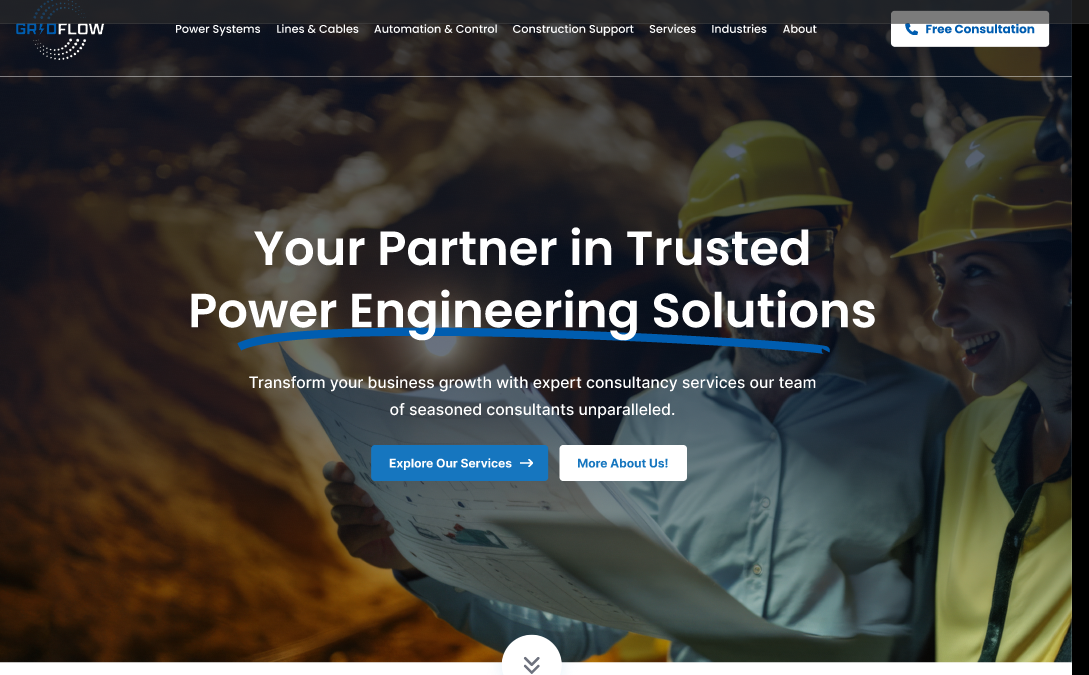 GRIDFLOW
Power Systems
Lines & Cables
Automation & Control
Construction Support
Services
Industries
About
Free Consultation
Your Partner in Trusted
Power Engineering Solutions
Transform your business growth with expert consultancy services our team
of seasoned consultants unparalleled.
Explore Our Services
More About Us!